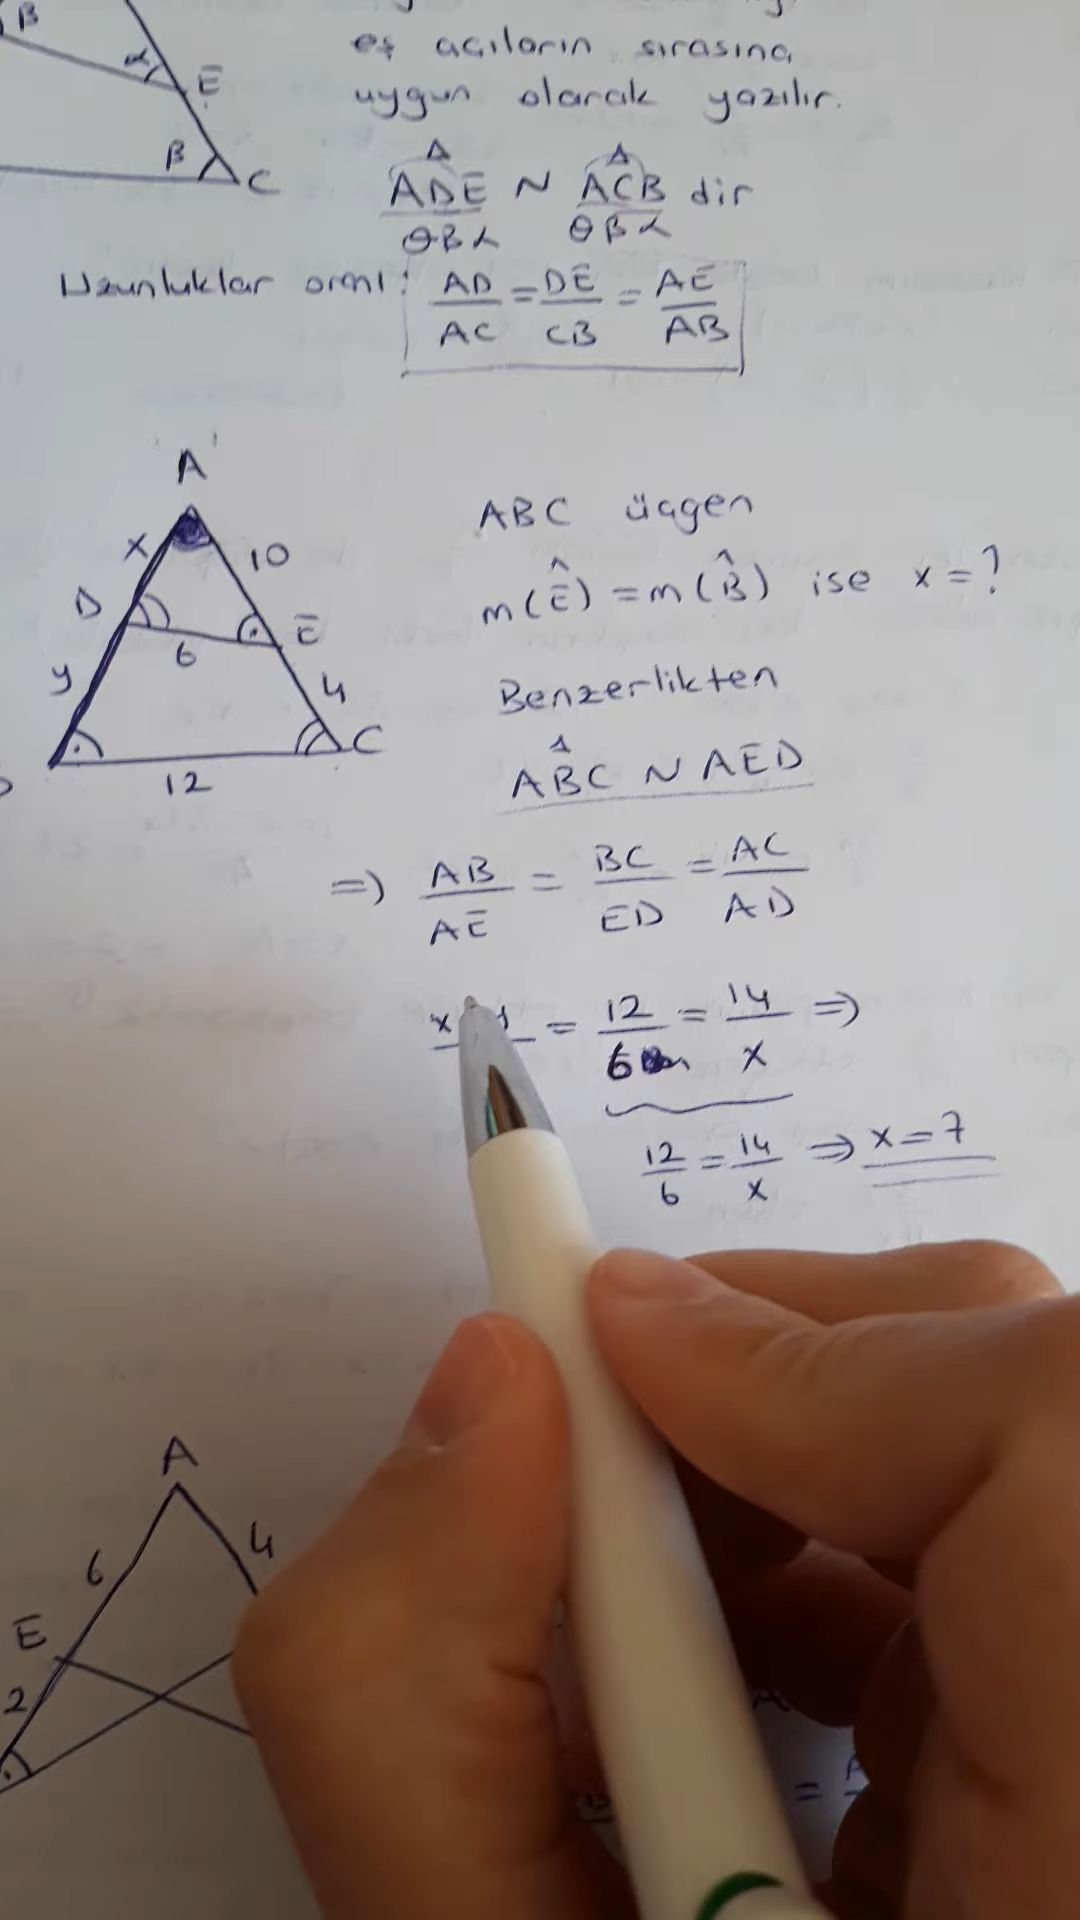 B
α
E
β
C
eş açıların sırasına
uygun olarak yazılır.
Δ Δ
ADE ~ ACB dir
θβα θβα
Uzunluklar oranı: AD/AC = DE/CB = AE/AB
A
x
10
D
E
6
y
4
C
12
ABC üçgen
m(Ê) = m(B̂) ise x = ?
Benzerlikten
Δ
ABC ~ AED
⇒) AB/AE = BC/ED = AC/AD
x = 12/6 = 14/x ⇒)
12/6 = 14/x ⇒ x = 7
A
6
4
E
2
=